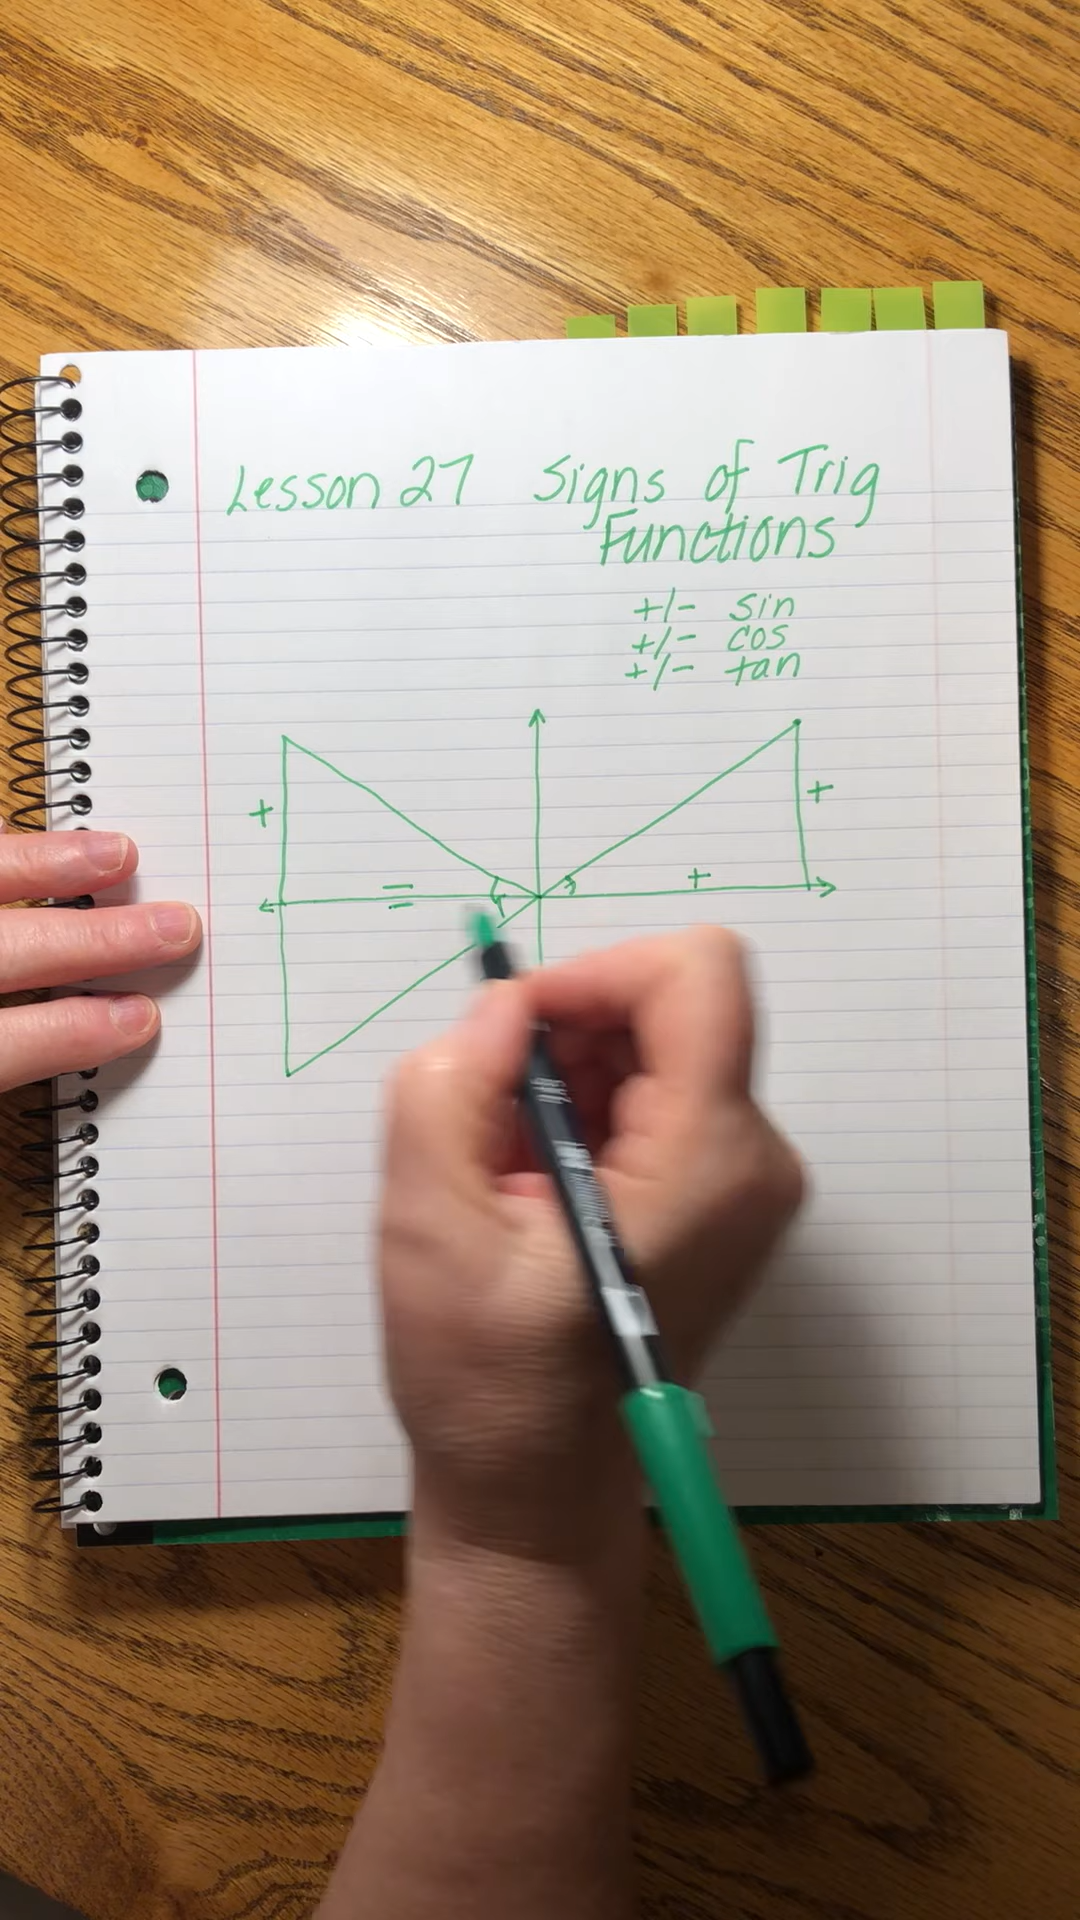 Lesson 27 Signs of Trig
Functions
+/- sin
+/- cos
+/- tan
+
+
+
-
-